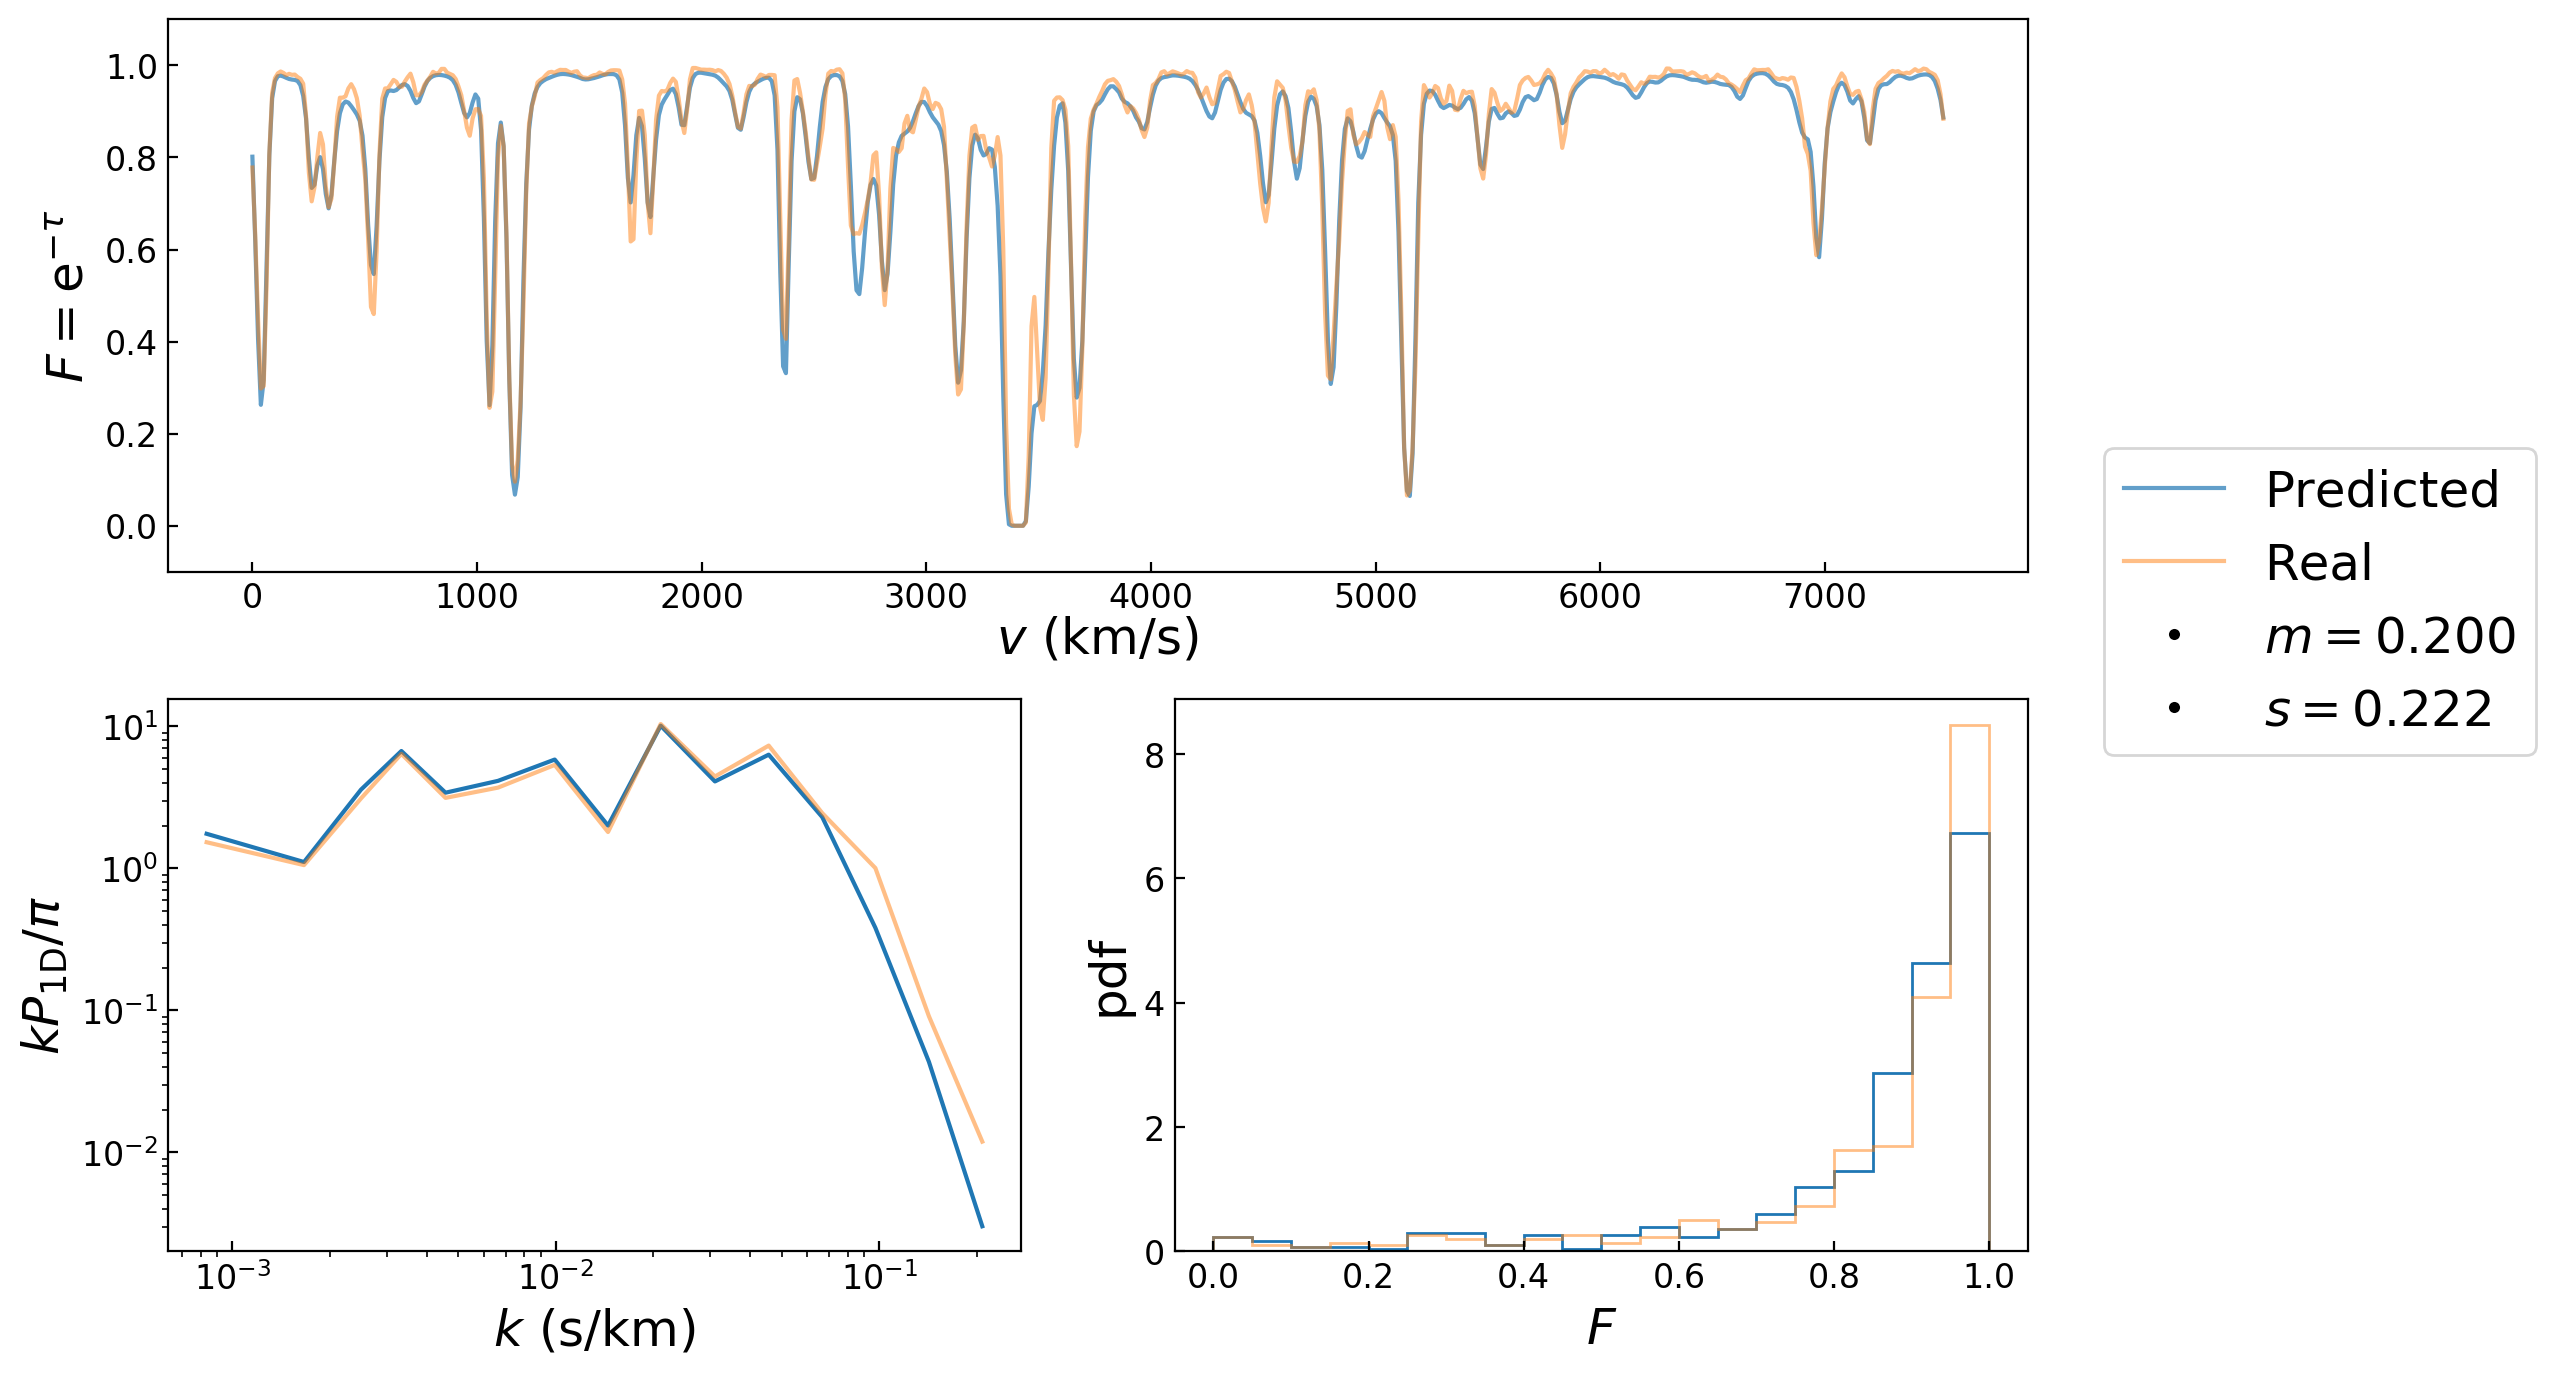 1.0
0.8
0.6
0.4
0.2
0.0
F = e^{-τ}
0 1000 2000 3000 4000 5000 6000 7000
v (km/s)
Predicted
Real
m = 0.200
s = 0.222
10^1
10^0
10^{-1}
10^{-2}
kP_{1D}/π
10^{-3} 10^{-2} 10^{-1}
k (s/km)
8
6
4
2
0
pdf
0.0 0.2 0.4 0.6 0.8 1.0
F